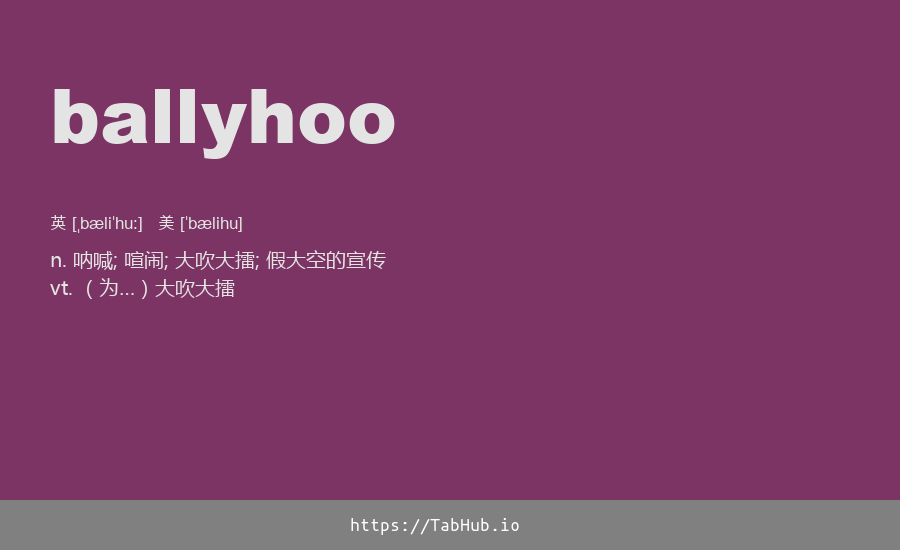 ballyhoo
英 [ˌbæliˈhuː] 美 [ˈbælihu]
n. 呐喊; 喧闹; 大吹大擂; 假大空的宣传
vt. （为...）大吹大擂
https://TabHub.io